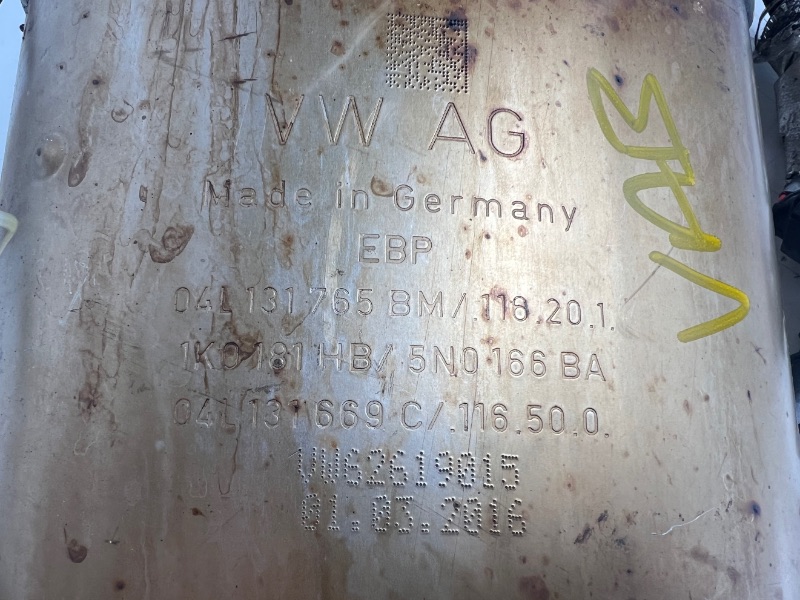 VW AG
Made in Germany
EBP
04L 131 765 BM/.116.20.1.
1K0 181 HB/ 5N0 166 BA
04L 131 669 C/.116.50.0.
VW62619015
01.03.2016